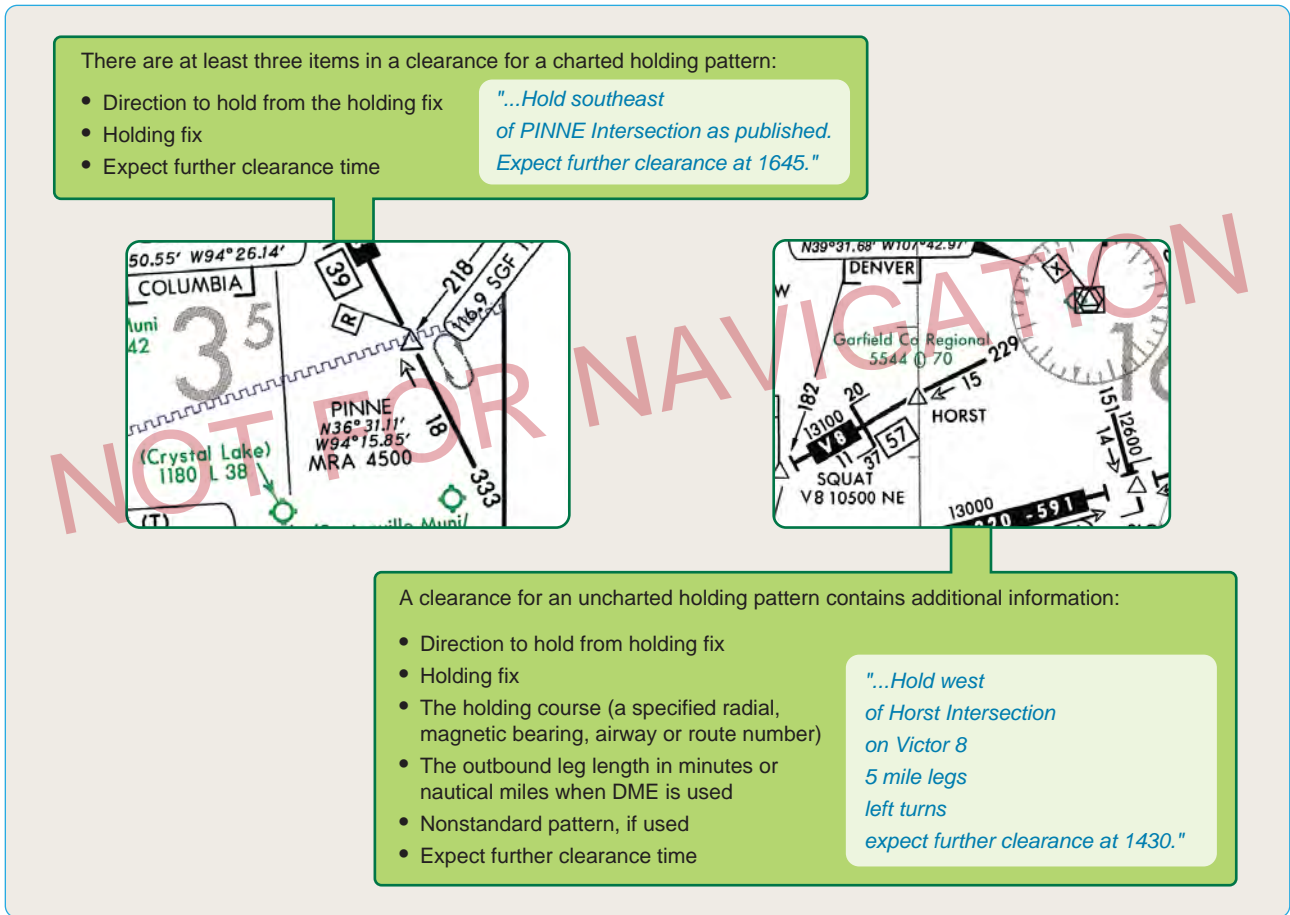 There are at least three items in a clearance for a charted holding pattern:
• Direction to hold from the holding fix
• Holding fix
• Expect further clearance time
"...Hold southeast
of PINNE Intersection as published.
Expect further clearance at 1645."
50.55' W94°26.14'
COLUMBIA
35
39
R
218
116.9 SGF
18
333
PINNE
N36°31.11'
W94°15.85'
MRA 4500
(Crystal Lake)
1180 L 38
(T)
N39°31.68' W107°42.97'
DENVER
X
Garfield Co Regional
5544 70
229
15
HORST
182
13100
20
V8
57
11
37
SQUAT
V8 10500 NE
151
12600
14
13000
-591
NOT FOR NAVIGATION
A clearance for an uncharted holding pattern contains additional information:
• Direction to hold from holding fix
• Holding fix
• The holding course (a specified radial,
magnetic bearing, airway or route number)
• The outbound leg length in minutes or
nautical miles when DME is used
• Nonstandard pattern, if used
• Expect further clearance time
"...Hold west
of Horst Intersection
on Victor 8
5 mile legs
left turns
expect further clearance at 1430."